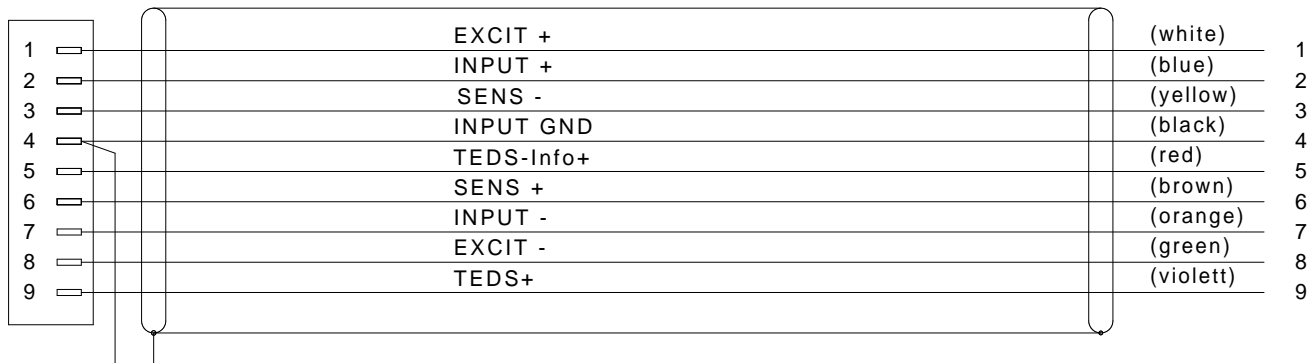 EXCIT + (white)
1 1
INPUT + (blue)
2 2
SENS - (yellow)
3 3
INPUT GND (black)
4 4
TEDS-Info+ (red)
5 5
SENS + (brown)
6 6
INPUT - (orange)
7 7
EXCIT - (green)
8 8
TEDS+ (violett)
9 9